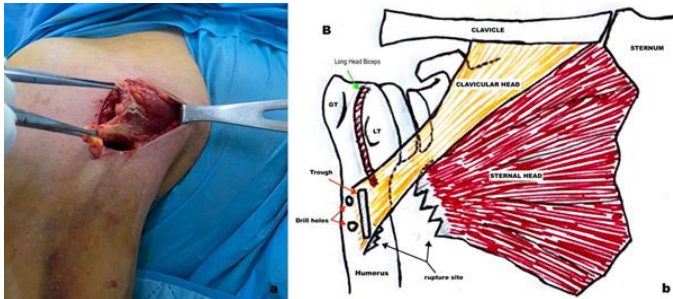 a
B
CLAVICLE
STERNUM
Long Head Biceps
CLAVICULAR HEAD
GT
LT
STERNAL HEAD
Trough
Drill holes
rupture site
Humerus
b